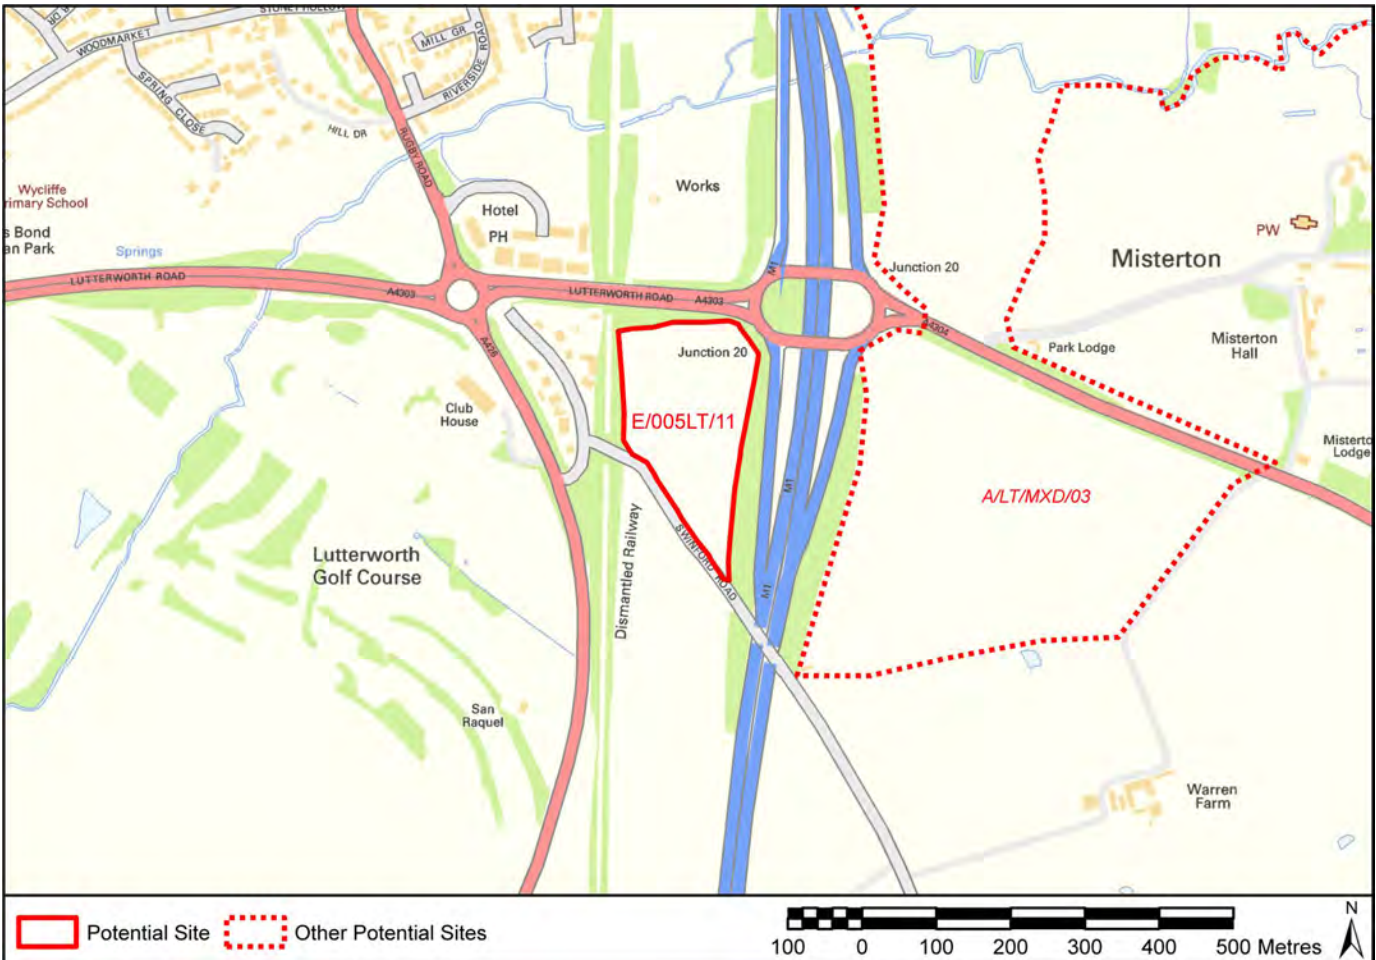 STONEY HOLLOW
WOODMARKET
MILL GR
RIVERSIDE ROAD
SPRING CLOSE
HILL DR
RUGBY ROAD
Wycliffe
rimary School
s Bond
an Park
Springs
Hotel
PH
Works
M1
Junction 20
PW
Misterton
LUTTERWORTH ROAD
A4303
LUTTERWORTH ROAD
A4303
A4304
Park Lodge
Misterton
Hall
Junction 20
A426
Club
House
E/005LT/11
Misterto
Lodge
M1
A/LT/MXD/03
Lutterworth
Golf Course
Dismantled Railway
SWINFORD ROAD
M1
San
Raquel
Warren
Farm
Potential Site
Other Potential Sites
100 0 100 200 300 400 500 Metres
N